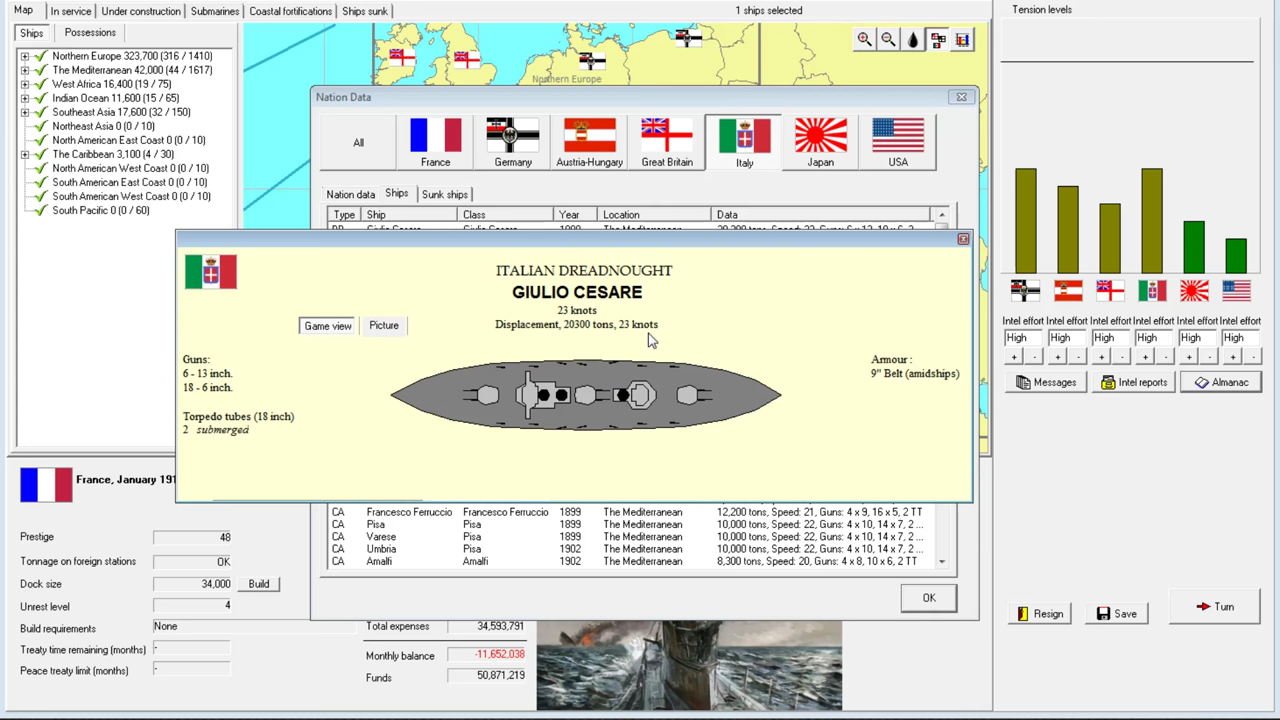 Map
In service
Under construction
Submarines
Coastal fortifications
Ships sunk
1 ships selected
Tension levels
Ships
Possessions
Northern Europe 323,700 (316 / 1410)
The Mediterranean 42,000 (44 / 1617)
West Africa 16,400 (19 / 75)
Indian Ocean 11,600 (15 / 65)
Southeast Asia 17,600 (32 / 150)
Northeast Asia 0 (0 / 10)
North American East Coast 0 (0 / 10)
The Caribbean 3,100 (4 / 30)
North American West Coast 0 (0 / 10)
South American East Coast 0 (0 / 10)
South American West Coast 0 (0 / 10)
South Pacific 0 (0 / 60)
Northern Europe
Nation Data
All
France
Germany
Austria-Hungary
Great Britain
Italy
Japan
USA
Nation data
Ships
Sunk ships
Type Ship Class Year Location Data
ITALIAN DREADNOUGHT
GIULIO CESARE
23 knots
Displacement, 20300 tons, 23 knots
Game view
Picture
Guns:
6 - 13 inch.
18 - 6 inch.
Torpedo tubes (18 inch)
2 submerged
Armour :
9" Belt (amidships)
CA Francesco Ferruccio Francesco Ferruccio 1899 The Mediterranean 12,200 tons, Speed: 21, Guns: 4 x 9, 16 x 5, 2 TT
CA Pisa Pisa 1899 The Mediterranean 10,000 tons, Speed: 22, Guns: 4 x 10, 14 x 7, 2 ...
CA Varese Pisa 1899 The Mediterranean 10,000 tons, Speed: 22, Guns: 4 x 10, 14 x 7, 2 ...
CA Umbria Pisa 1902 The Mediterranean 10,000 tons, Speed: 22, Guns: 4 x 10, 14 x 7, 2 ...
CA Amalfi Amalfi 1902 The Mediterranean 8,300 tons, Speed: 20, Guns: 4 x 8, 10 x 6, 2 TT
OK
Intel effort Intel effort Intel effort Intel effort Intel effort Intel effort
High High High High High High
+ - + - + - + - + - + -
Messages
Intel reports
Almanac
France, January 191
Prestige 48
Tonnage on foreign stations OK
Dock size 34,000 Build
Unrest level 4
Build requirements None
Treaty time remaining (months) -
Peace treaty limit (months) -
Total expenses 34,593,791
Monthly balance -11,652,038
Funds 50,871,219
Resign
Save
Turn